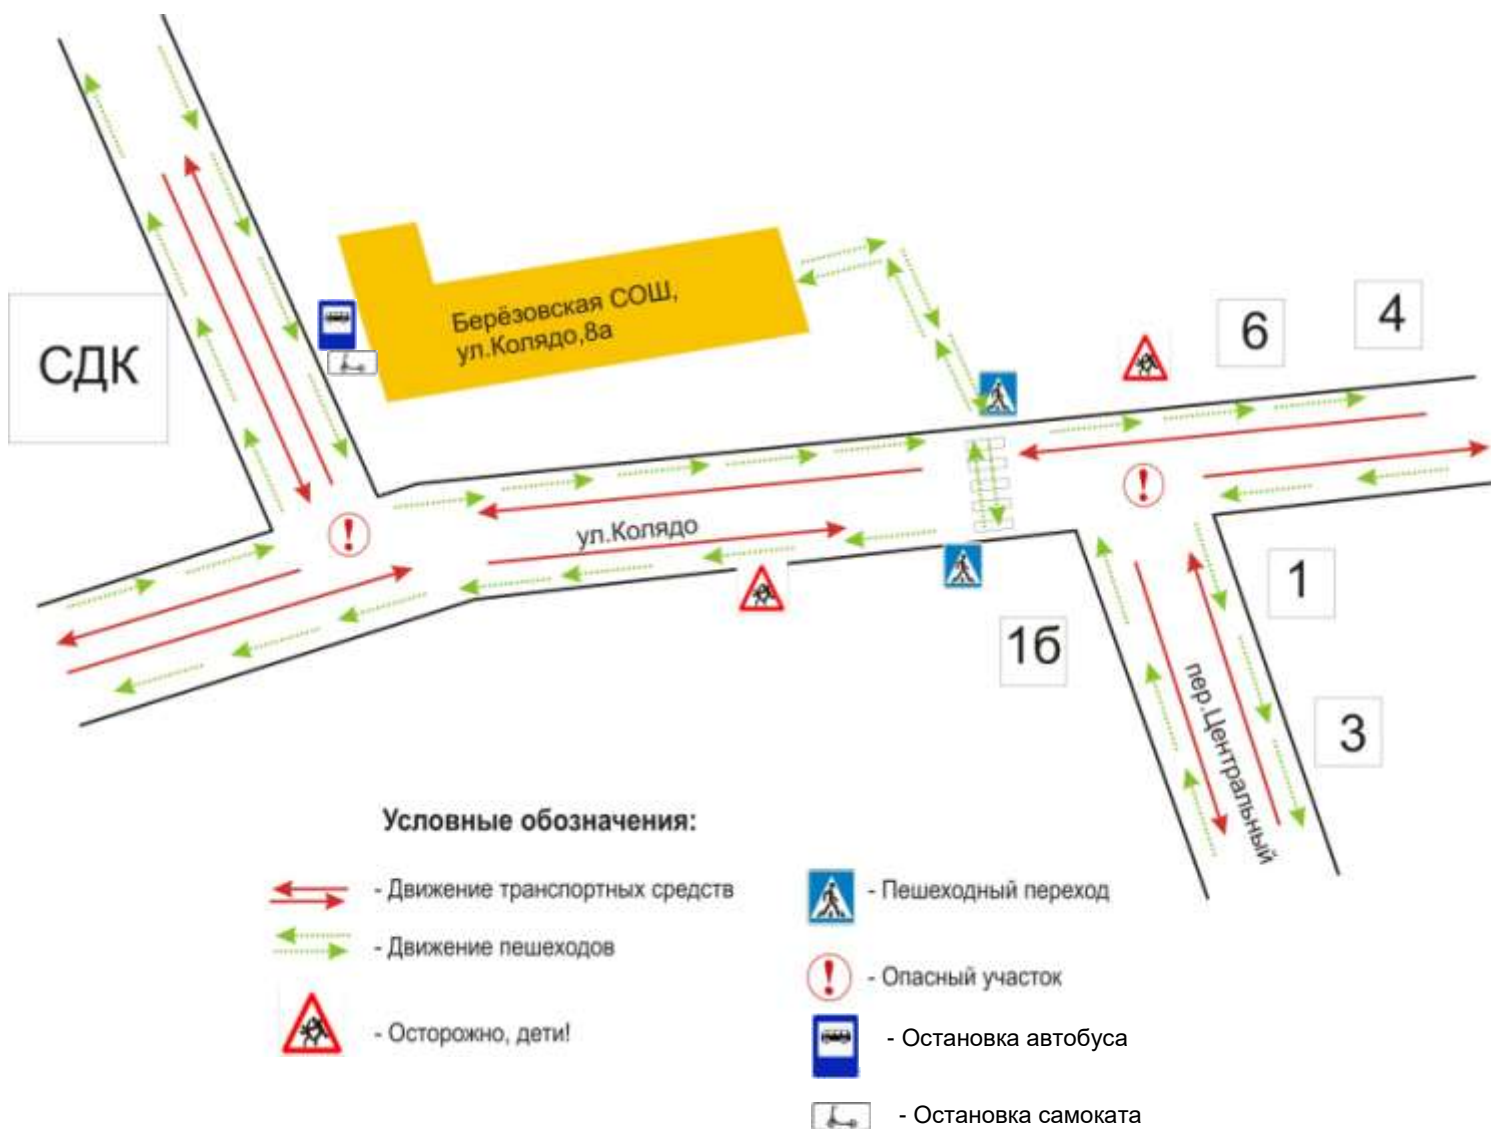 СДК
Берёзовская СОШ,
ул.Колядо,8а
6
4
ул.Колядо
1
1б
3
пер.Центральный
Условные обозначения:
- Движение транспортных средств
- Движение пешеходов
- Осторожно, дети!
- Пешеходный переход
- Опасный участок
- Остановка автобуса
- Остановка самоката